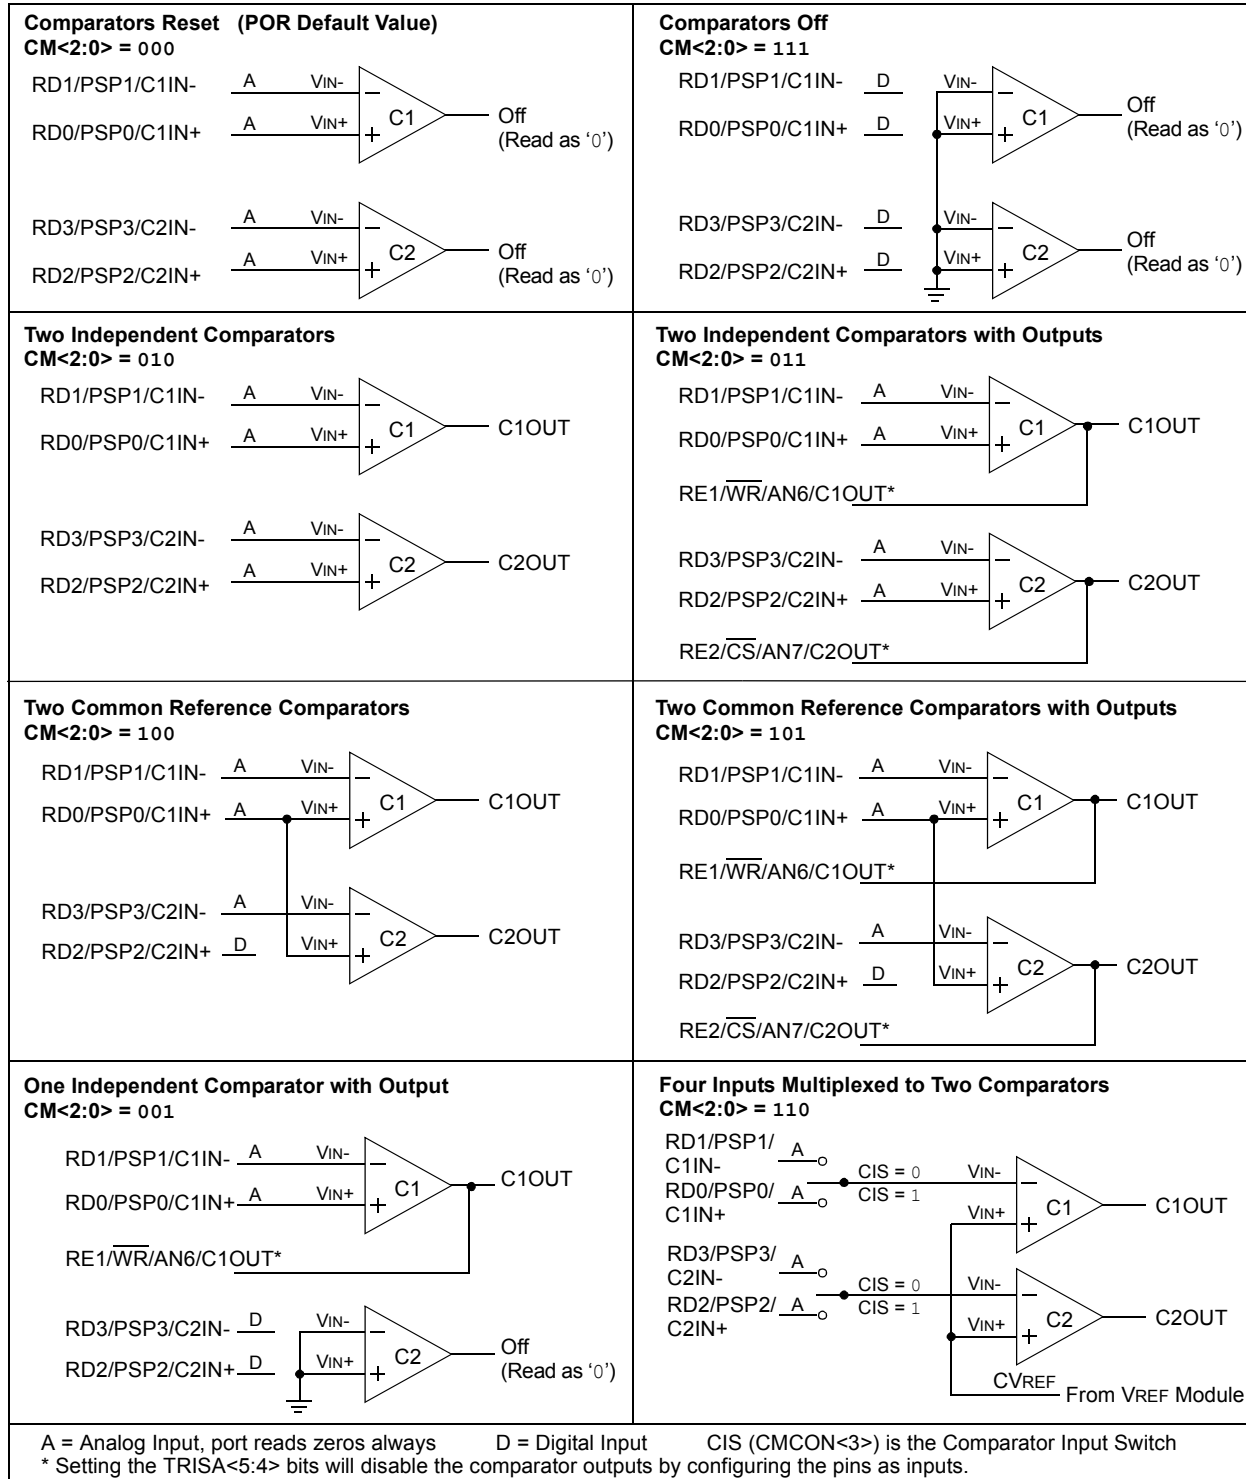 Comparators Reset (POR Default Value)
CM<2:0> = 000
RD1/PSP1/C1IN- A VIN-
C1
RD0/PSP0/C1IN+ A VIN+
Off
(Read as ‘0’)
RD3/PSP3/C2IN- A VIN-
C2
RD2/PSP2/C2IN+ A VIN+
Off
(Read as ‘0’)
Comparators Off
CM<2:0> = 111
RD1/PSP1/C1IN- D VIN-
C1
RD0/PSP0/C1IN+ D VIN+
Off
(Read as ‘0’)
RD3/PSP3/C2IN- D VIN-
C2
RD2/PSP2/C2IN+ D VIN+
Off
(Read as ‘0’)
Two Independent Comparators
CM<2:0> = 010
RD1/PSP1/C1IN- A VIN-
C1 C1OUT
RD0/PSP0/C1IN+ A VIN+
RD3/PSP3/C2IN- A VIN-
C2 C2OUT
RD2/PSP2/C2IN+ A VIN+
Two Independent Comparators with Outputs
CM<2:0> = 011
RD1/PSP1/C1IN- A VIN-
C1 C1OUT
RD0/PSP0/C1IN+ A VIN+
RE1/W̅R̅/AN6/C1OUT*
RD3/PSP3/C2IN- A VIN-
C2 C2OUT
RD2/PSP2/C2IN+ A VIN+
RE2/C̅S̅/AN7/C2OUT*
Two Common Reference Comparators
CM<2:0> = 100
RD1/PSP1/C1IN- A VIN-
C1 C1OUT
RD0/PSP0/C1IN+ A VIN+
RD3/PSP3/C2IN- A VIN-
C2 C2OUT
RD2/PSP2/C2IN+ D VIN+
Two Common Reference Comparators with Outputs
CM<2:0> = 101
RD1/PSP1/C1IN- A VIN-
C1 C1OUT
RD0/PSP0/C1IN+ A VIN+
RE1/W̅R̅/AN6/C1OUT*
RD3/PSP3/C2IN- A VIN-
C2 C2OUT
RD2/PSP2/C2IN+ D VIN+
RE2/C̅S̅/AN7/C2OUT*
One Independent Comparator with Output
CM<2:0> = 001
RD1/PSP1/C1IN- A VIN-
C1 C1OUT
RD0/PSP0/C1IN+ A VIN+
RE1/W̅R̅/AN6/C1OUT*
RD3/PSP3/C2IN- D VIN-
C2
RD2/PSP2/C2IN+ D VIN+
Off
(Read as ‘0’)
Four Inputs Multiplexed to Two Comparators
CM<2:0> = 110
RD1/PSP1/
C1IN- A
CIS = 0 VIN-
RD0/PSP0/ A CIS = 1
C1IN+
VIN+ C1 C1OUT
RD3/PSP3/
C2IN- A
CIS = 0 VIN-
RD2/PSP2/ A CIS = 1
C2IN+
VIN+ C2 C2OUT
CVREF
From VREF Module
A = Analog Input, port reads zeros always D = Digital Input CIS (CMCON<3>) is the Comparator Input Switch
* Setting the TRISA<5:4> bits will disable the comparator outputs by configuring the pins as inputs.